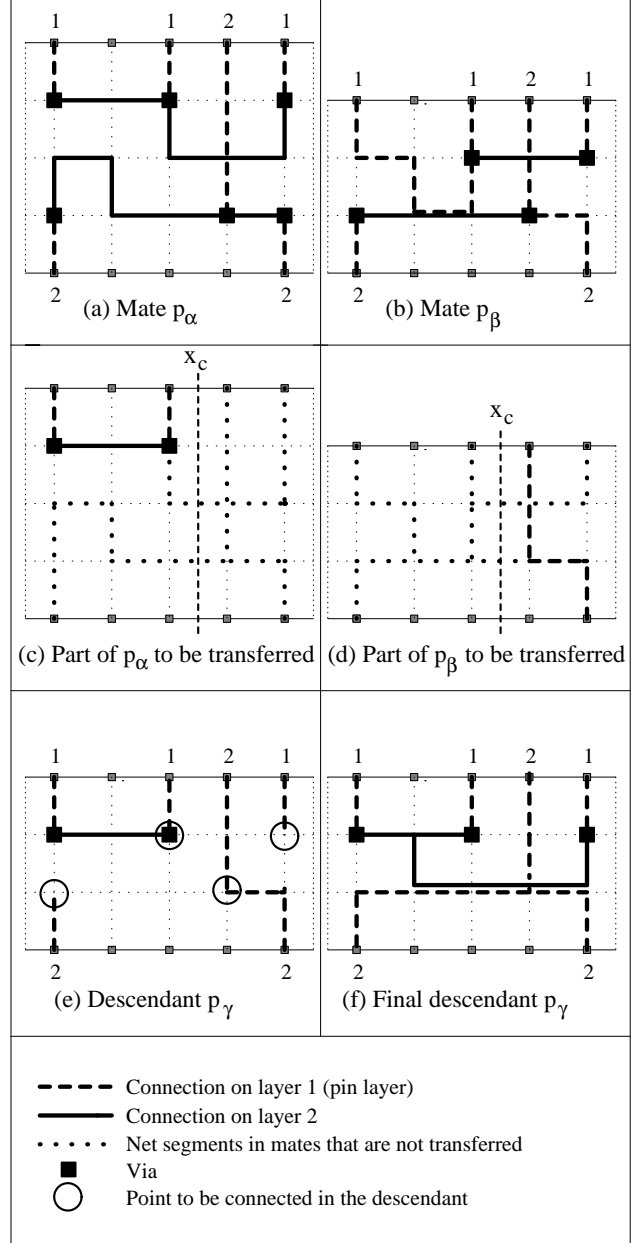 1 1 2 1
2 2
(a) Mate pα
1 1 2 1
2 2
(b) Mate pβ
xc
(c) Part of pα to be transferred
xc
(d) Part of pβ to be transferred
1 1 2 1
2 2
(e) Descendant pγ
1 1 2 1
2 2
(f) Final descendant pγ
Connection on layer 1 (pin layer)
Connection on layer 2
Net segments in mates that are not transferred
Via
Point to be connected in the descendant